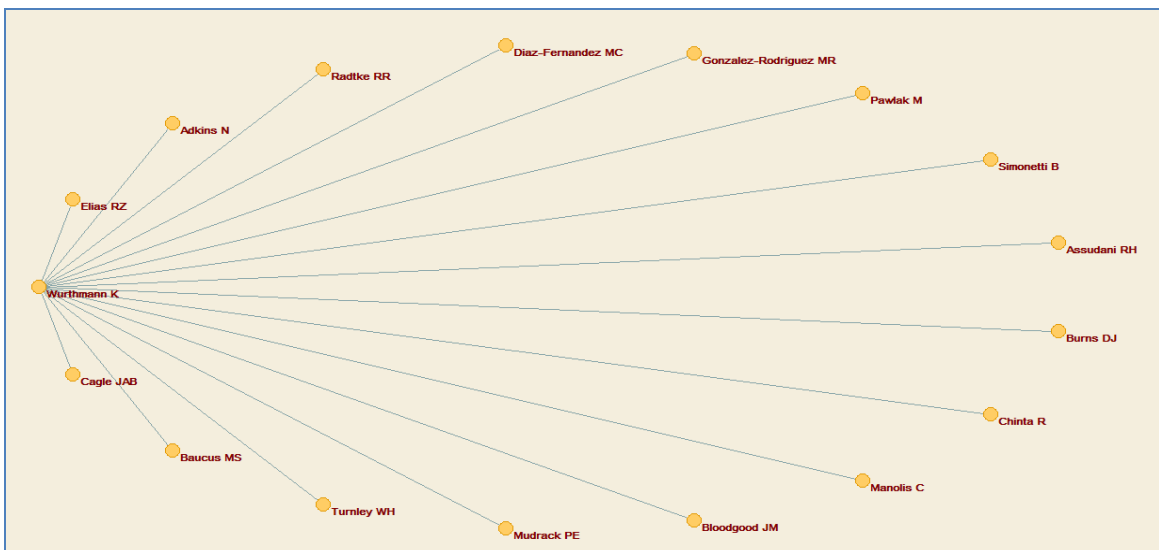 Diaz-Fernandez MC
Gonzalez-Rodriguez MR
Radtke RR
Pawlak M
Adkins N
Simonetti B
Elias RZ
Assudani RH
Wurthmann K
Burns DJ
Cagle JAB
Chinta R
Baucus MS
Manolis C
Turnley WH
Bloodgood JM
Mudrack PE